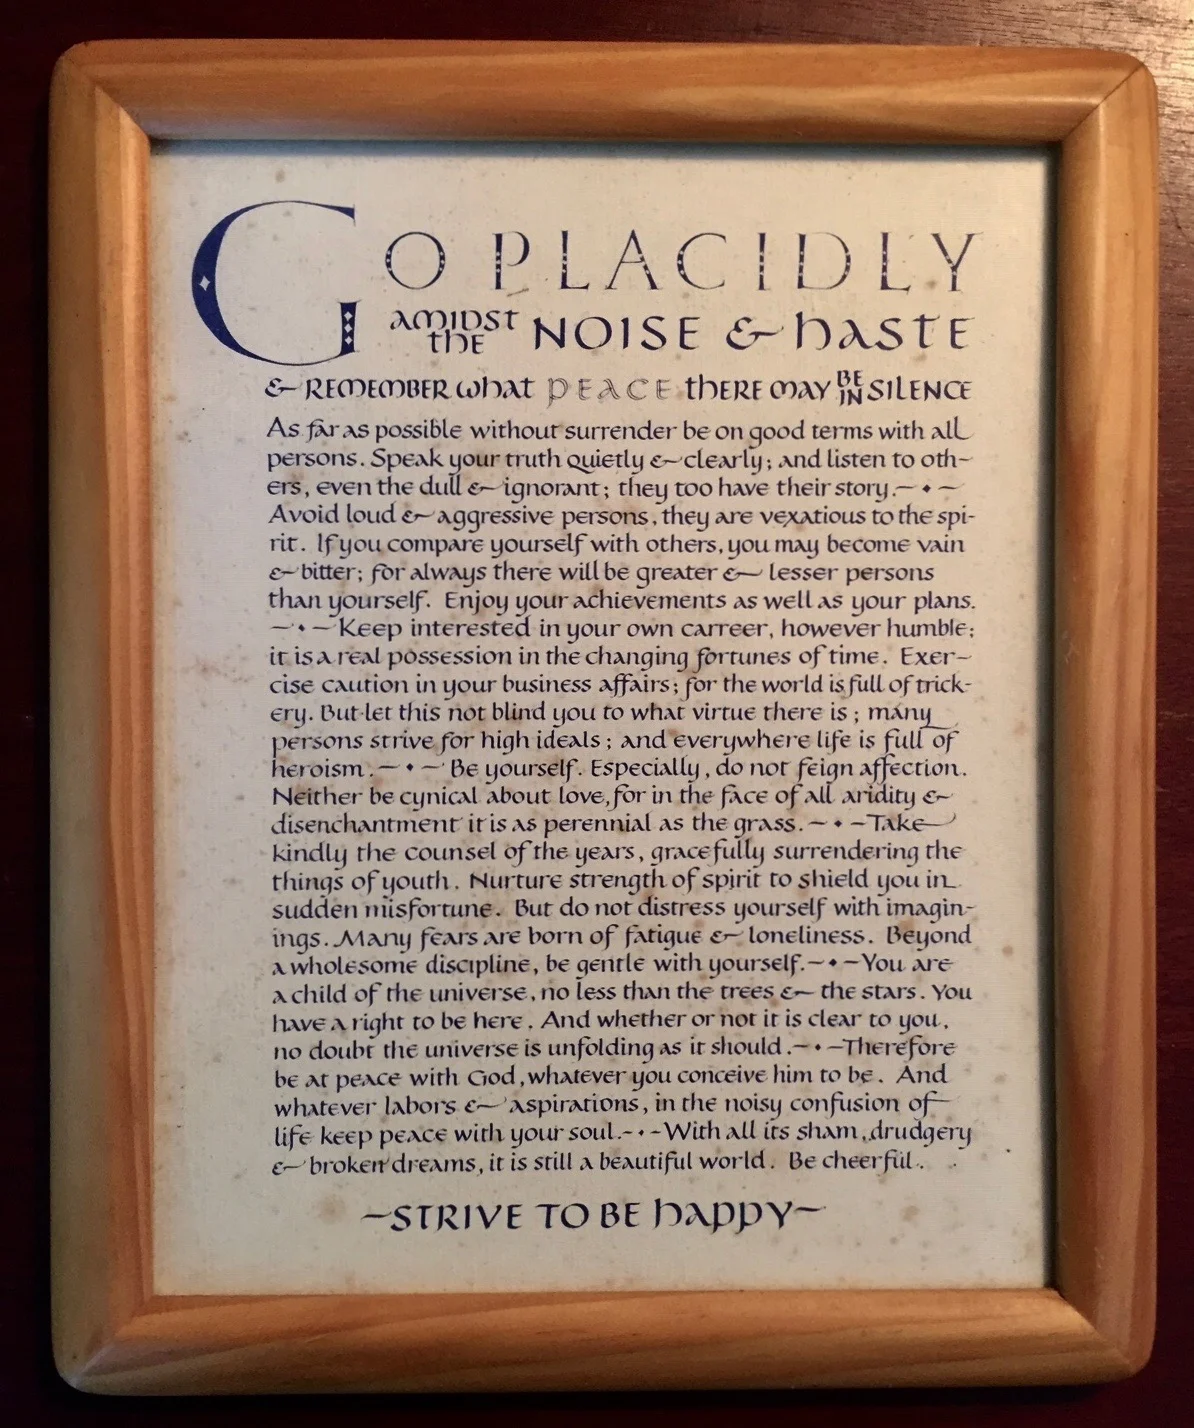 GO PLACIDLY
AMIDST THE NOISE & HASTE
& REMEMBER WHAT PEACE THERE MAY BE IN SILENCE
As far as possible without surrender be on good terms with all
persons. Speak your truth quietly & clearly; and listen to oth-
ers, even the dull & ignorant; they too have their story.—•—
Avoid loud & aggressive persons, they are vexatious to the spi-
rit. If you compare yourself with others, you may become vain
& bitter; for always there will be greater & lesser persons
than yourself. Enjoy your achievements as well as your plans.
—•—Keep interested in your own carreer, however humble;
it is a real possession in the changing fortunes of time. Exer-
cise caution in your business affairs; for the world is full of trick-
ery. But let this not blind you to what virtue there is; many
persons strive for high ideals; and everywhere life is full of
heroism.—•—Be yourself. Especially, do not feign affection.
Neither be cynical about love, for in the face of all aridity &
disenchantment it is as perennial as the grass.—•—Take
kindly the counsel of the years, gracefully surrendering the
things of youth. Nurture strength of spirit to shield you in
sudden misfortune. But do not distress yourself with imagin-
ings. Many fears are born of fatigue & loneliness. Beyond
a wholesome discipline, be gentle with yourself.—•—You are
a child of the universe, no less than the trees & the stars. You
have a right to be here. And whether or not it is clear to you,
no doubt the universe is unfolding as it should.—•—Therefore
be at peace with God, whatever you conceive him to be. And
whatever labors & aspirations, in the noisy confusion of
life keep peace with your soul.-•-With all its sham, drudgery
& broken dreams, it is still a beautiful world. Be cheerful.
~STRIVE TO BE HAPPY~